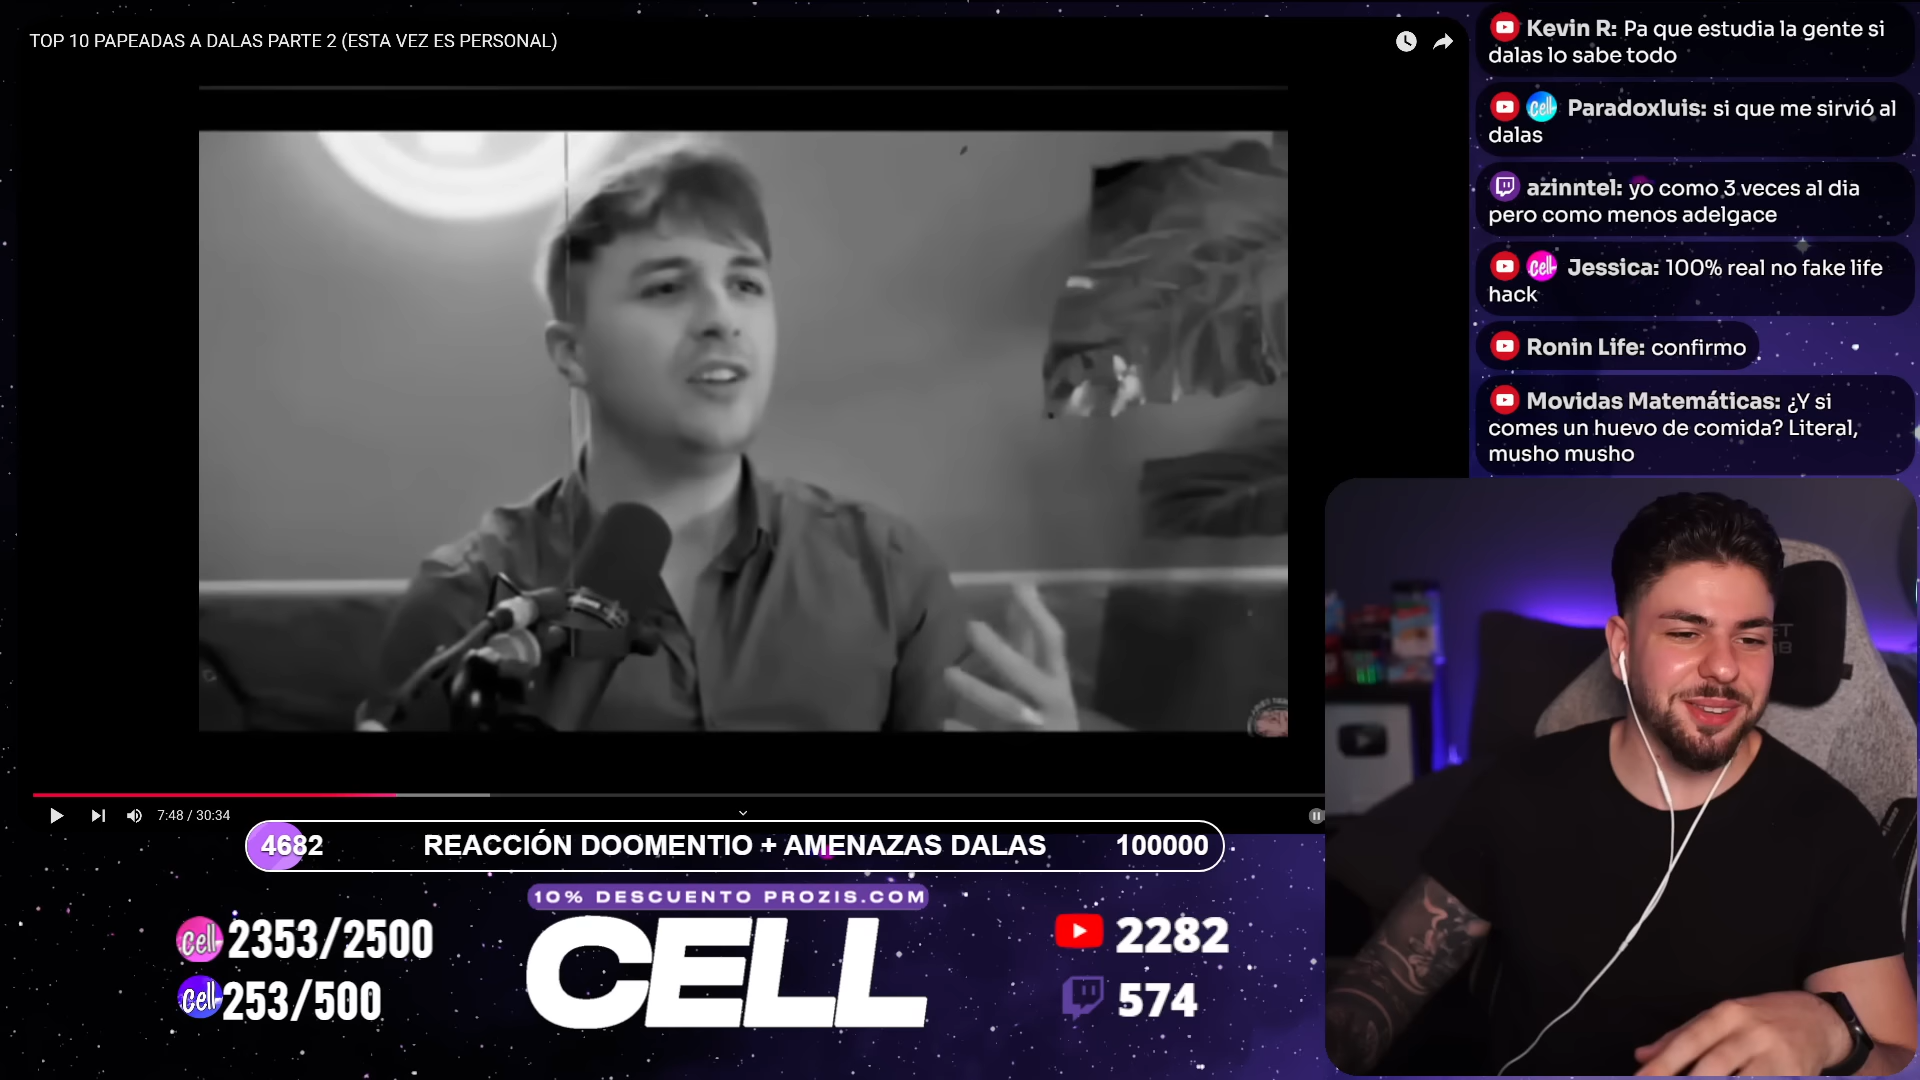 TOP 10 PAPEADAS A DALAS PARTE 2 (ESTA VEZ ES PERSONAL)
7:48 / 30:34
4682 REACCIÓN DOOMENTIO + AMENAZAS DALAS 100000
10% DESCUENTO PROZIS.COM
CELL
cell 2353/2500
cell 253/500
2282
574
Kevin R: Pa que estudia la gente si
dalas lo sabe todo
cell Paradoxluis: si que me sirvió al
dalas
azinntel: yo como 3 veces al dia
pero como menos adelgace
cell Jessica: 100% real no fake life
hack
Ronin Life: confirmo
Movidas Matemáticas: ¿Y si
comes un huevo de comida? Literal,
musho musho